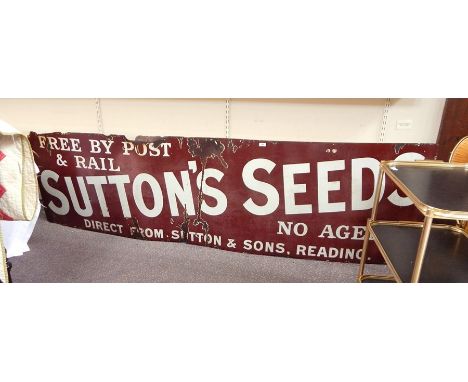 FREE BY POST
& RAIL
SUTTON'S SEEDS
NO AGE
DIRECT FROM SUTTON & SONS. READING